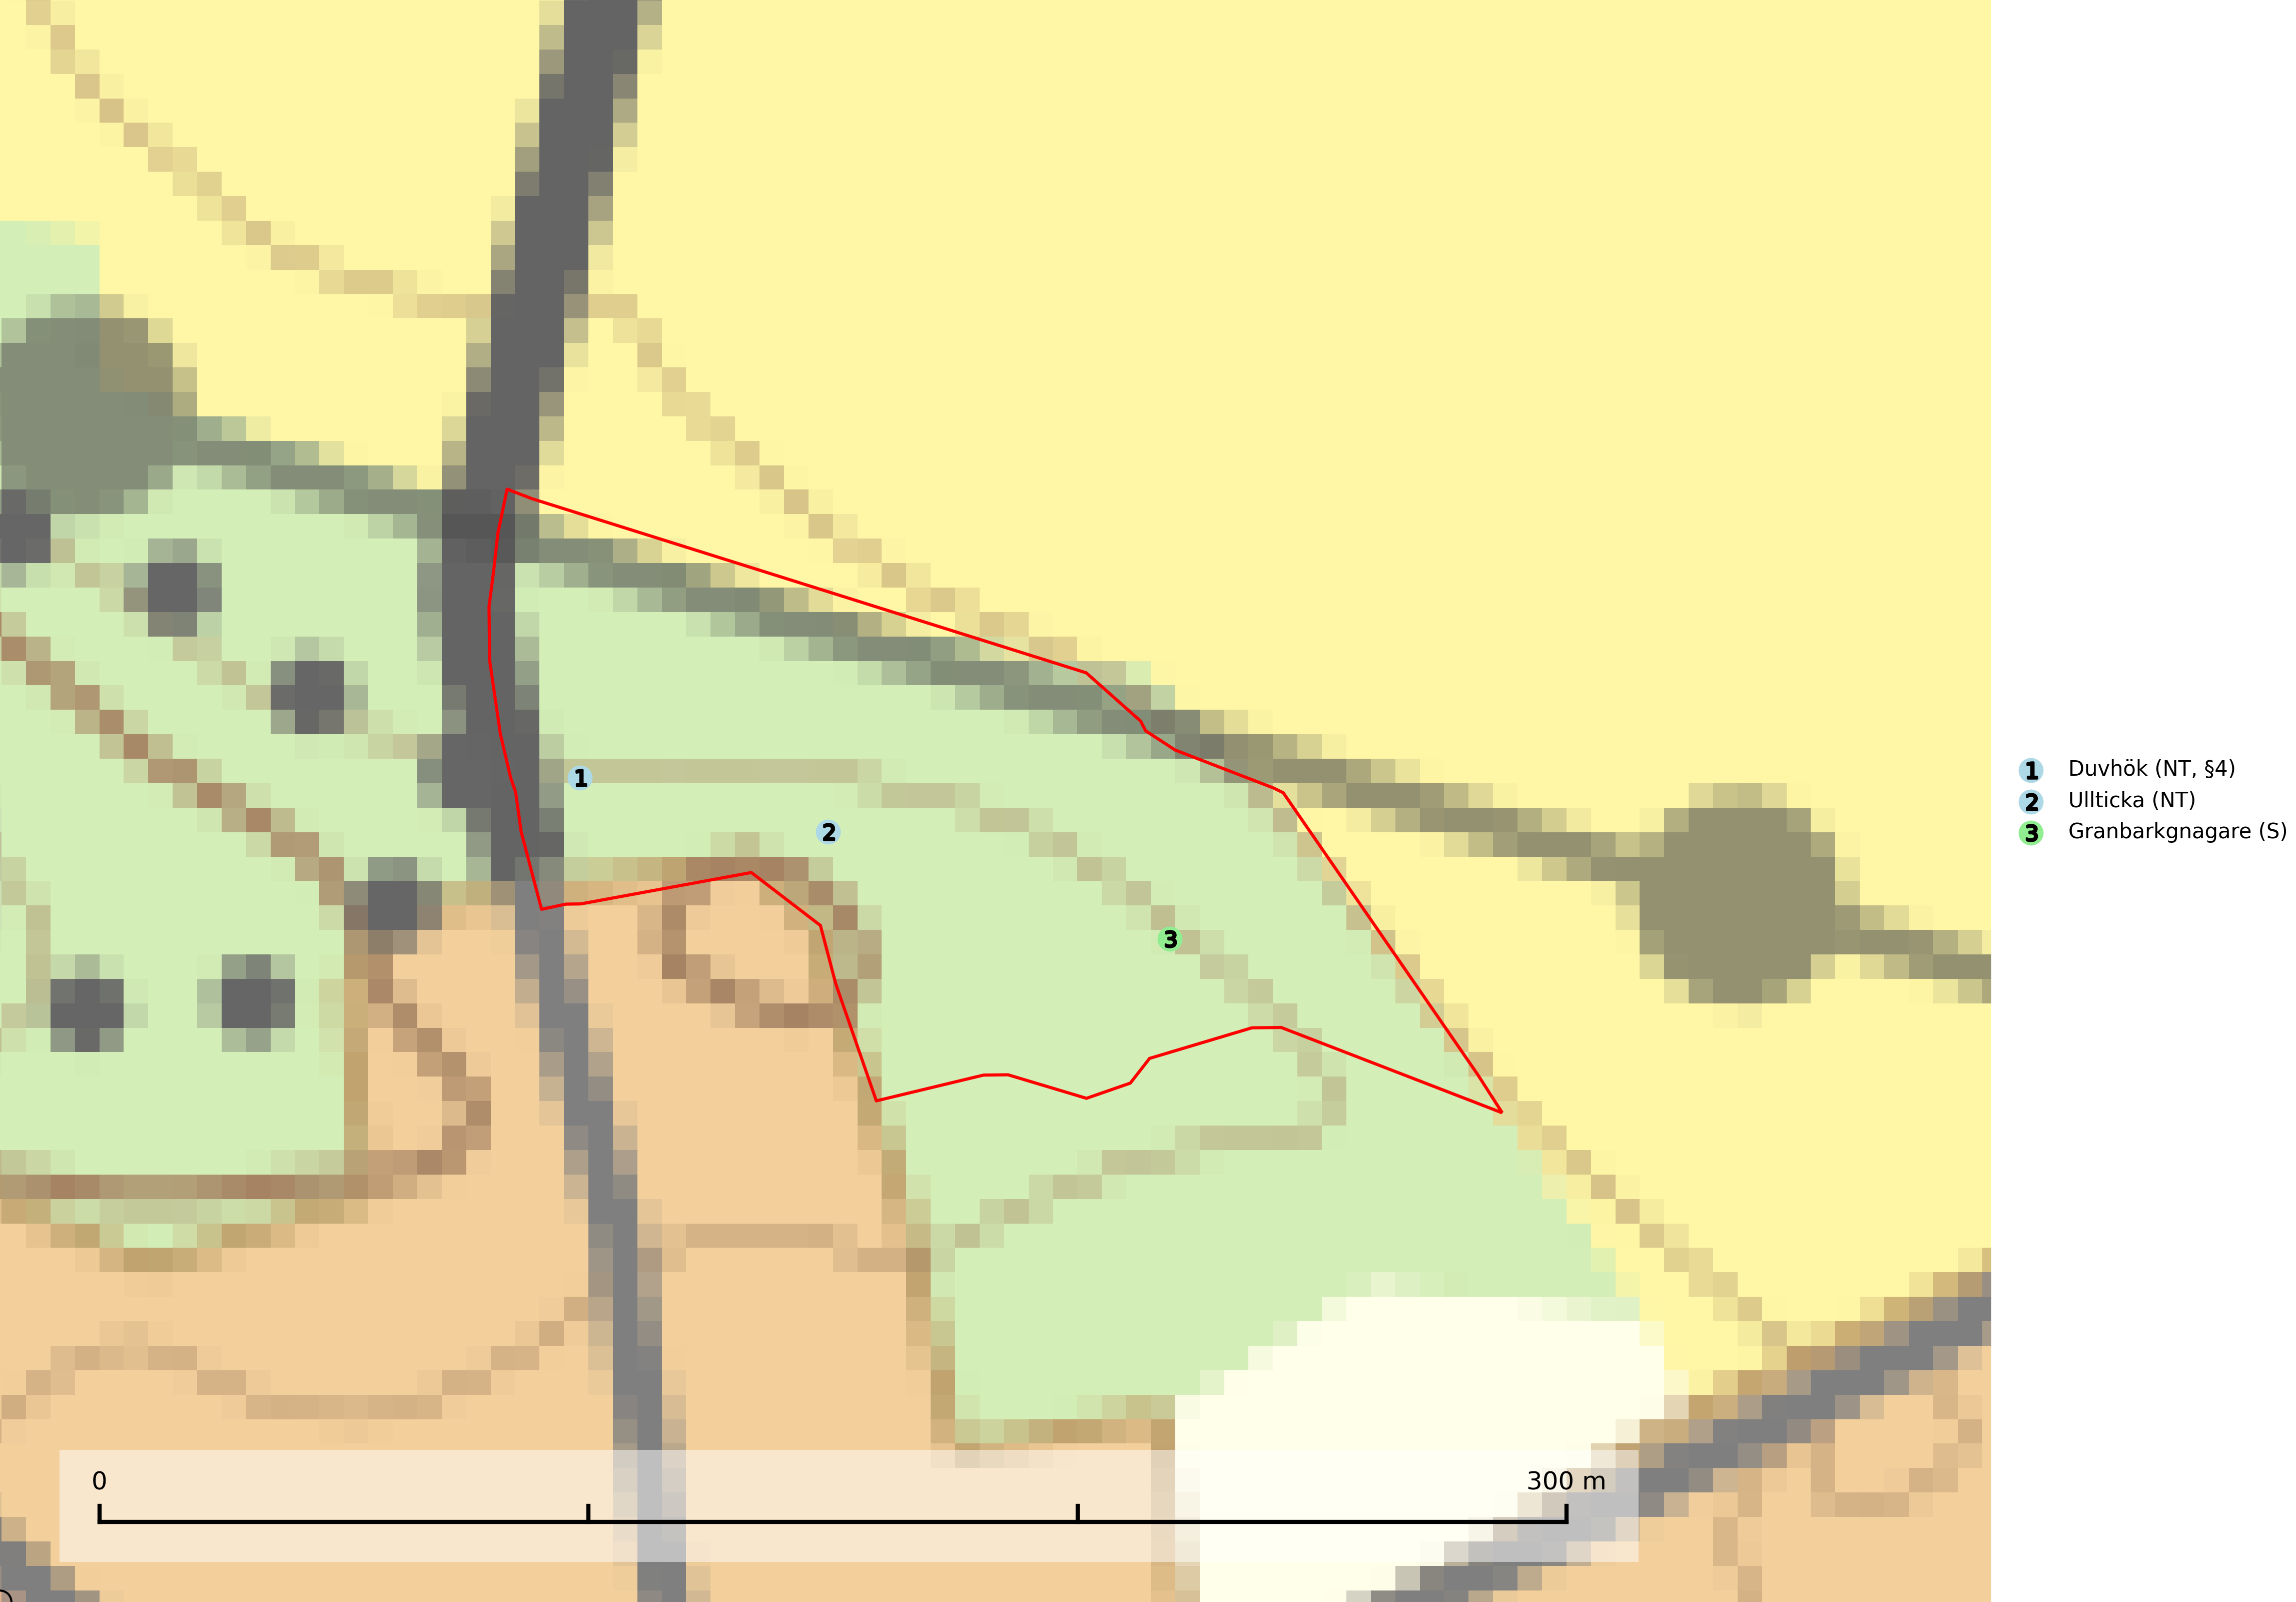 1
2
3
1 Duvhök (NT, §4)
2 Ullticka (NT)
3 Granbarkgnagare (S)
0 300 m